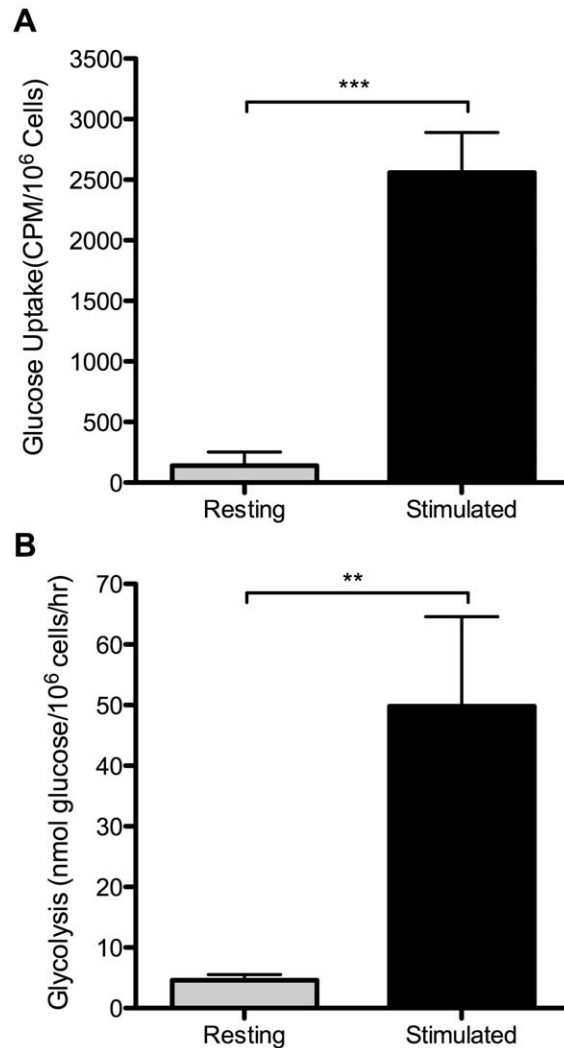 A
Glucose Uptake(CPM/10⁶ Cells)
3500
3000
2500
2000
1500
1000
500
0
***
Resting
Stimulated
B
Glycolysis (nmol glucose/10⁶ cells/hr)
70
60
50
40
30
20
10
0
**
Resting
Stimulated